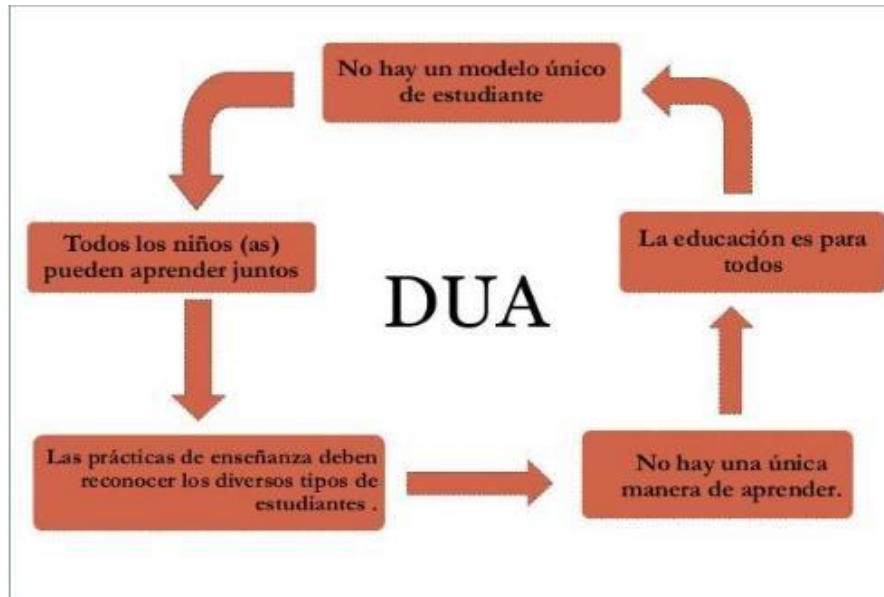 No hay un modelo único
de estudiante
Todos los niños (as)
pueden aprender juntos
La educación es para
todos
DUA
Las prácticas de enseñanza deben
reconocer los diversos tipos de
estudiantes .
No hay una única
manera de aprender.